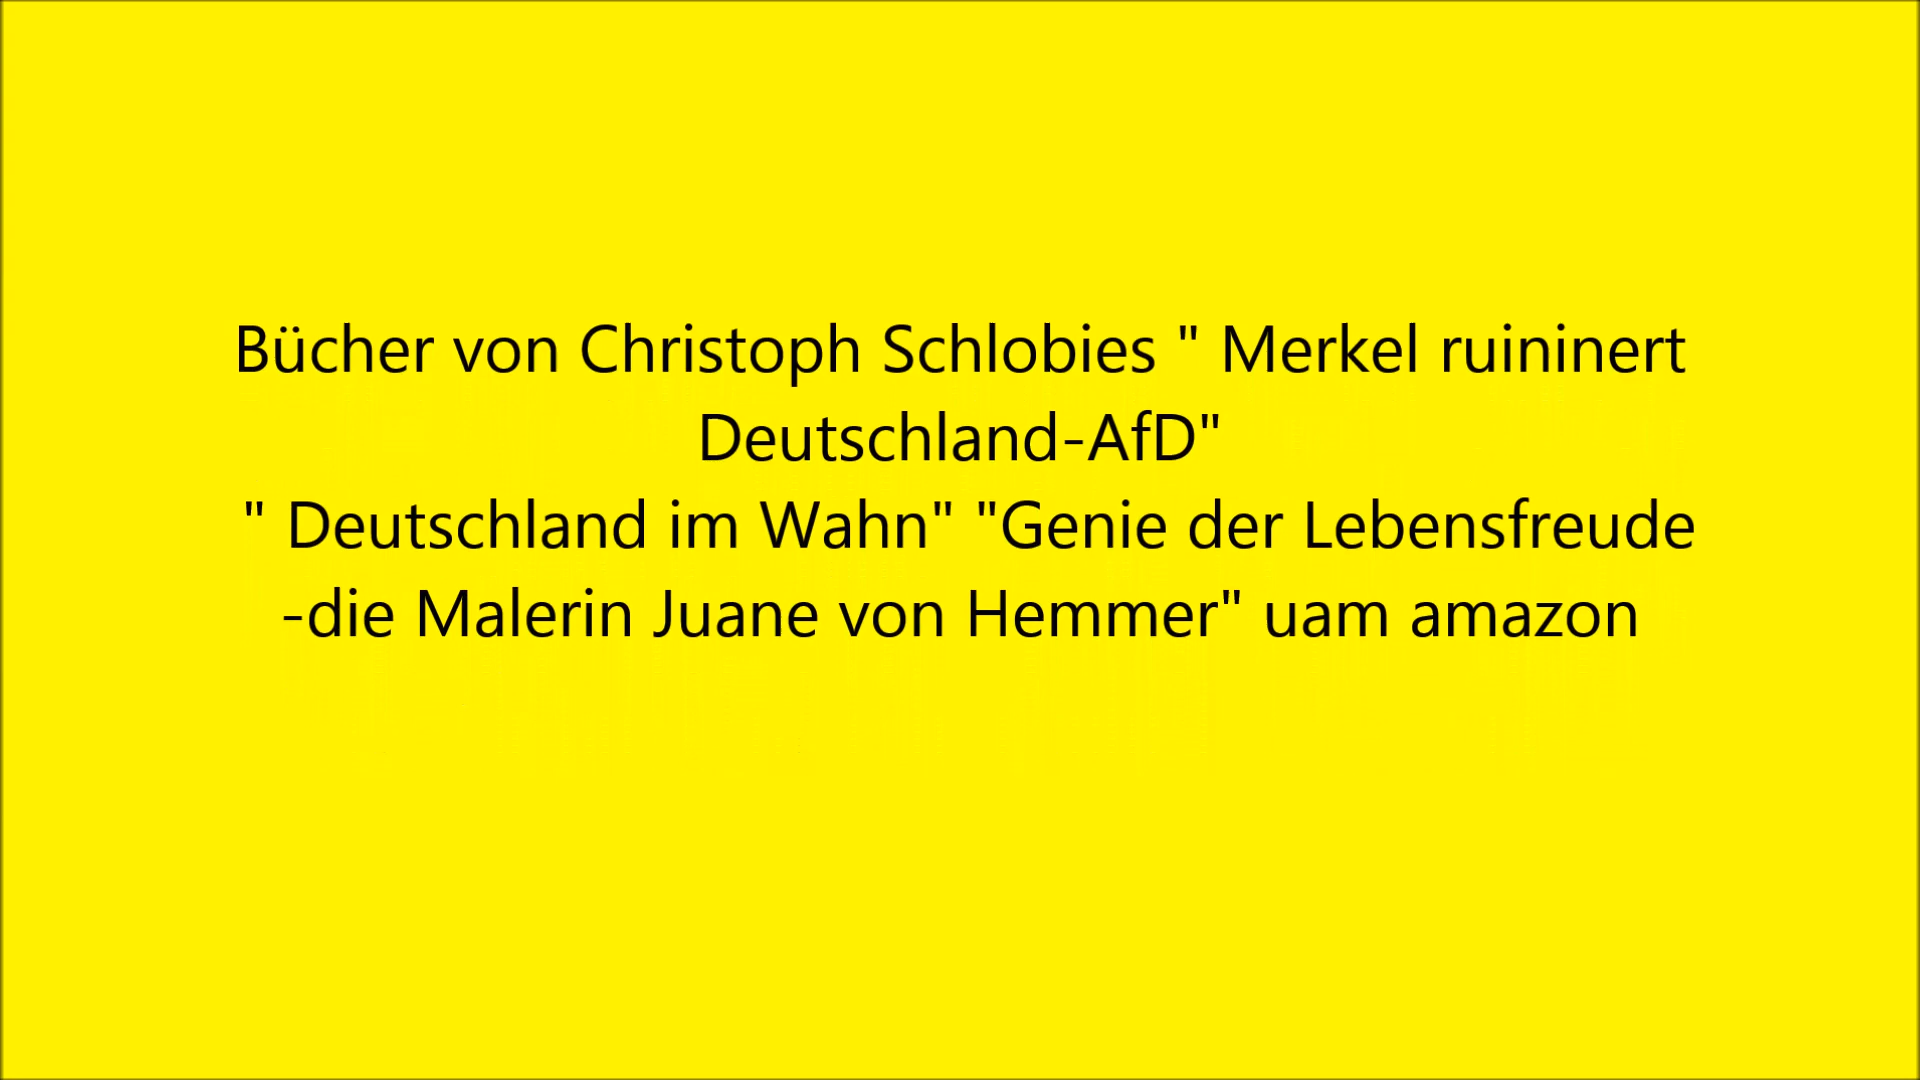 Bücher von Christoph Schlobies " Merkel ruininert
Deutschland-AfD"
" Deutschland im Wahn" "Genie der Lebensfreude
-die Malerin Juane von Hemmer" uam amazon